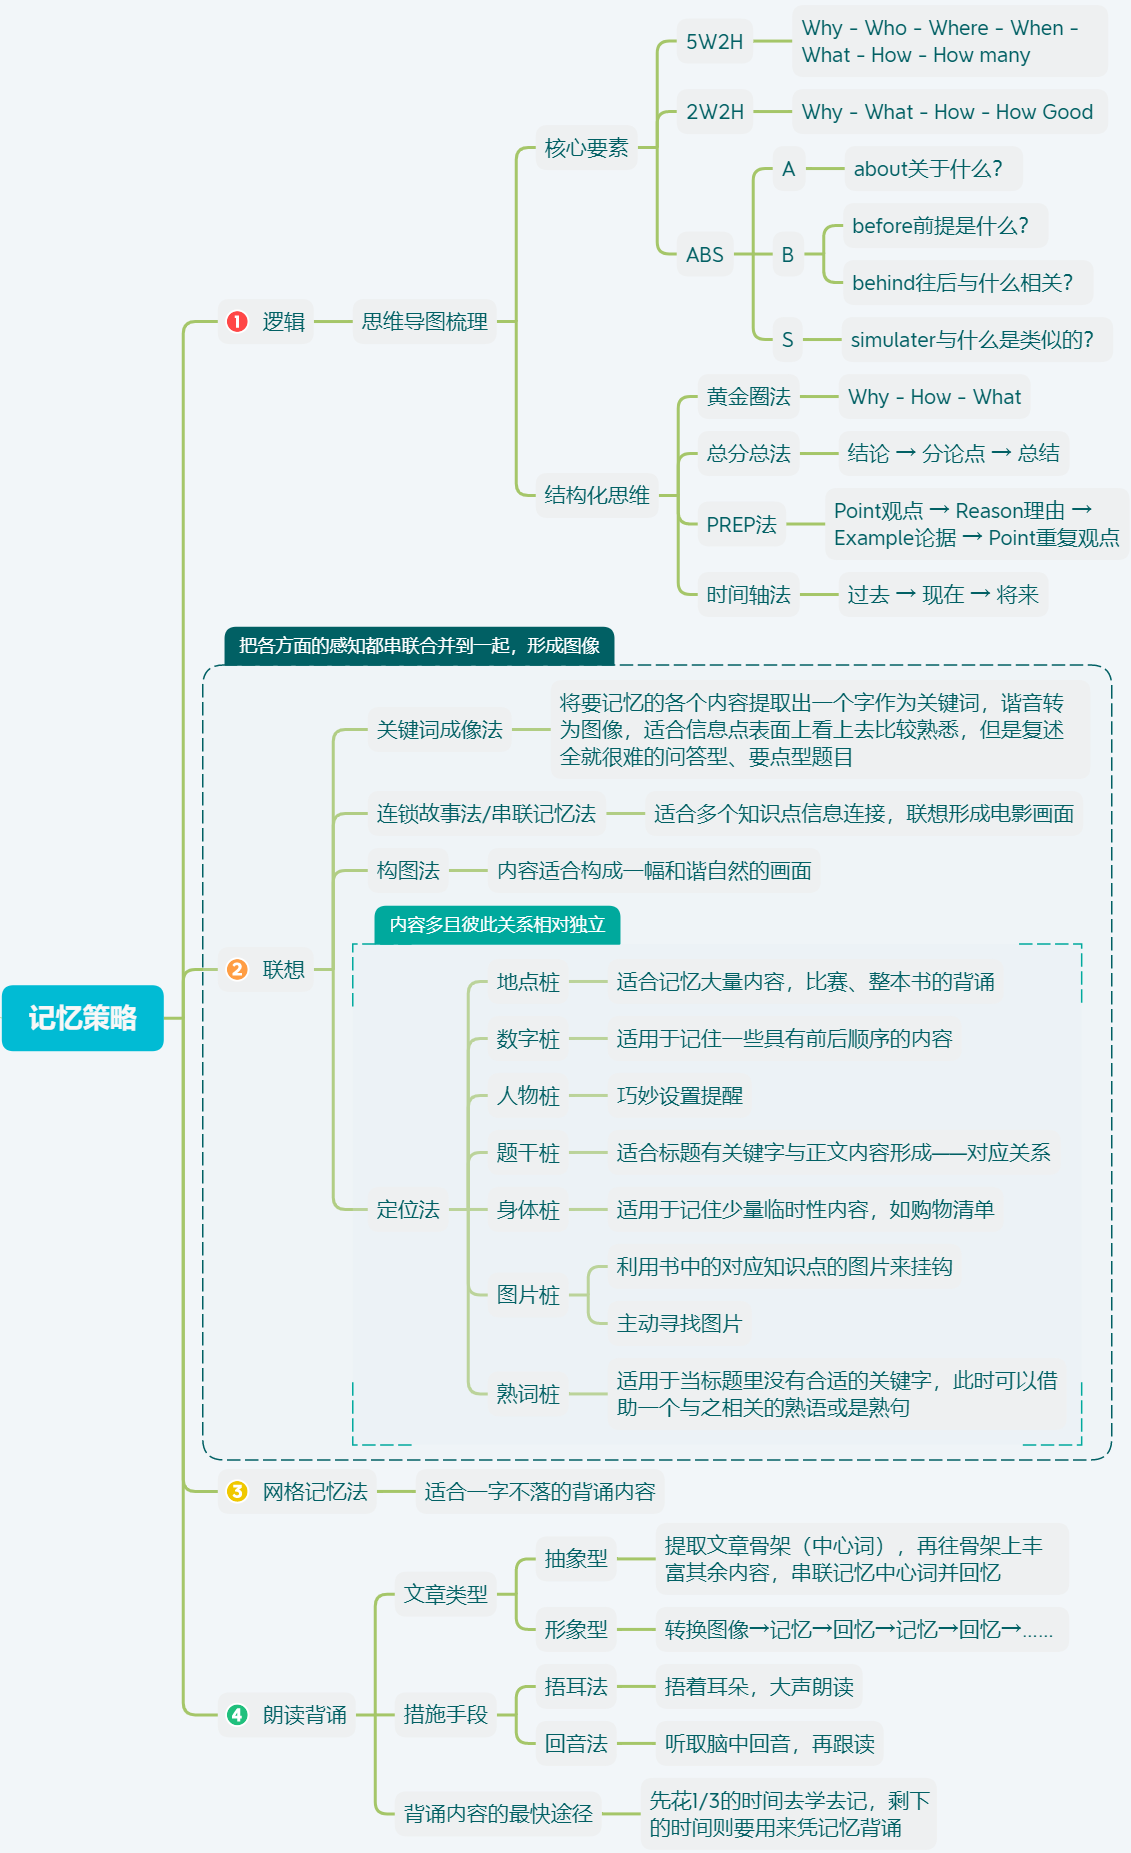 记忆策略
1 逻辑
思维导图梳理
核心要素
5W2H
Why - Who - Where - When -
What - How - How many
2W2H
Why - What - How - How Good
ABS
A
about关于什么?
B
before前提是什么?
behind往后与什么相关?
S
simulater与什么是类似的?
结构化思维
黄金圈法
Why - How - What
总分总法
结论 → 分论点 → 总结
PREP法
Point观点 → Reason理由 →
Example论据 → Point重复观点
时间轴法
过去 → 现在 → 将来
把各方面的感知都串联合并到一起，形成图像
2 联想
关键词成像法
将要记忆的各个内容提取出一个字作为关键词，谐音转
为图像，适合信息点表面上看上去比较熟悉，但是复述
全就很难的问答型、要点型题目
连锁故事法/串联记忆法
适合多个知识点信息连接，联想形成电影画面
构图法
内容适合构成一幅和谐自然的画面
内容多且彼此关系相对独立
定位法
地点桩
适合记忆大量内容，比赛、整本书的背诵
数字桩
适用于记住一些具有前后顺序的内容
人物桩
巧妙设置提醒
题干桩
适合标题有关键字与正文内容形成一一对应关系
身体桩
适用于记住少量临时性内容，如购物清单
图片桩
利用书中的对应知识点的图片来挂钩
主动寻找图片
熟词桩
适用于当标题里没有合适的关键字，此时可以借
助一个与之相关的熟语或是熟句
3 网格记忆法
适合一字不落的背诵内容
4 朗读背诵
文章类型
抽象型
提取文章骨架（中心词），再往骨架上丰
富其余内容，串联记忆中心词并回忆
形象型
转换图像→记忆→回忆→记忆→回忆→……
措施手段
捂耳法
捂着耳朵，大声朗读
回音法
听取脑中回音，再跟读
背诵内容的最快途径
先花1/3的时间去学去记，剩下
的时间则要用来凭记忆背诵